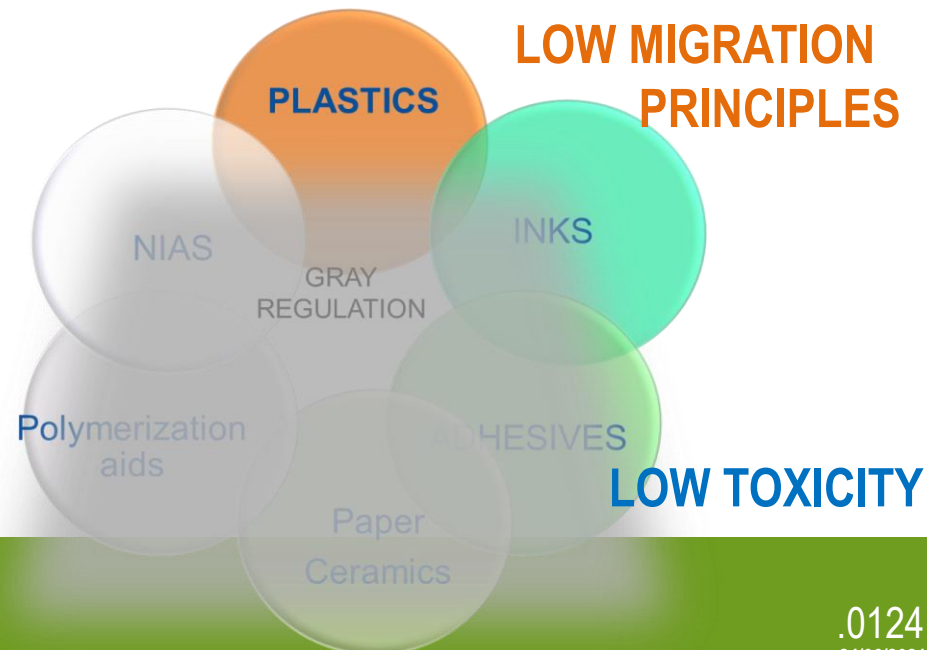 LOW MIGRATION
PRINCIPLES
PLASTICS
INKS
NIAS
GRAY
REGULATION
Polymerization
aids
ADHESIVES
LOW TOXICITY
Paper
Ceramics
.0124